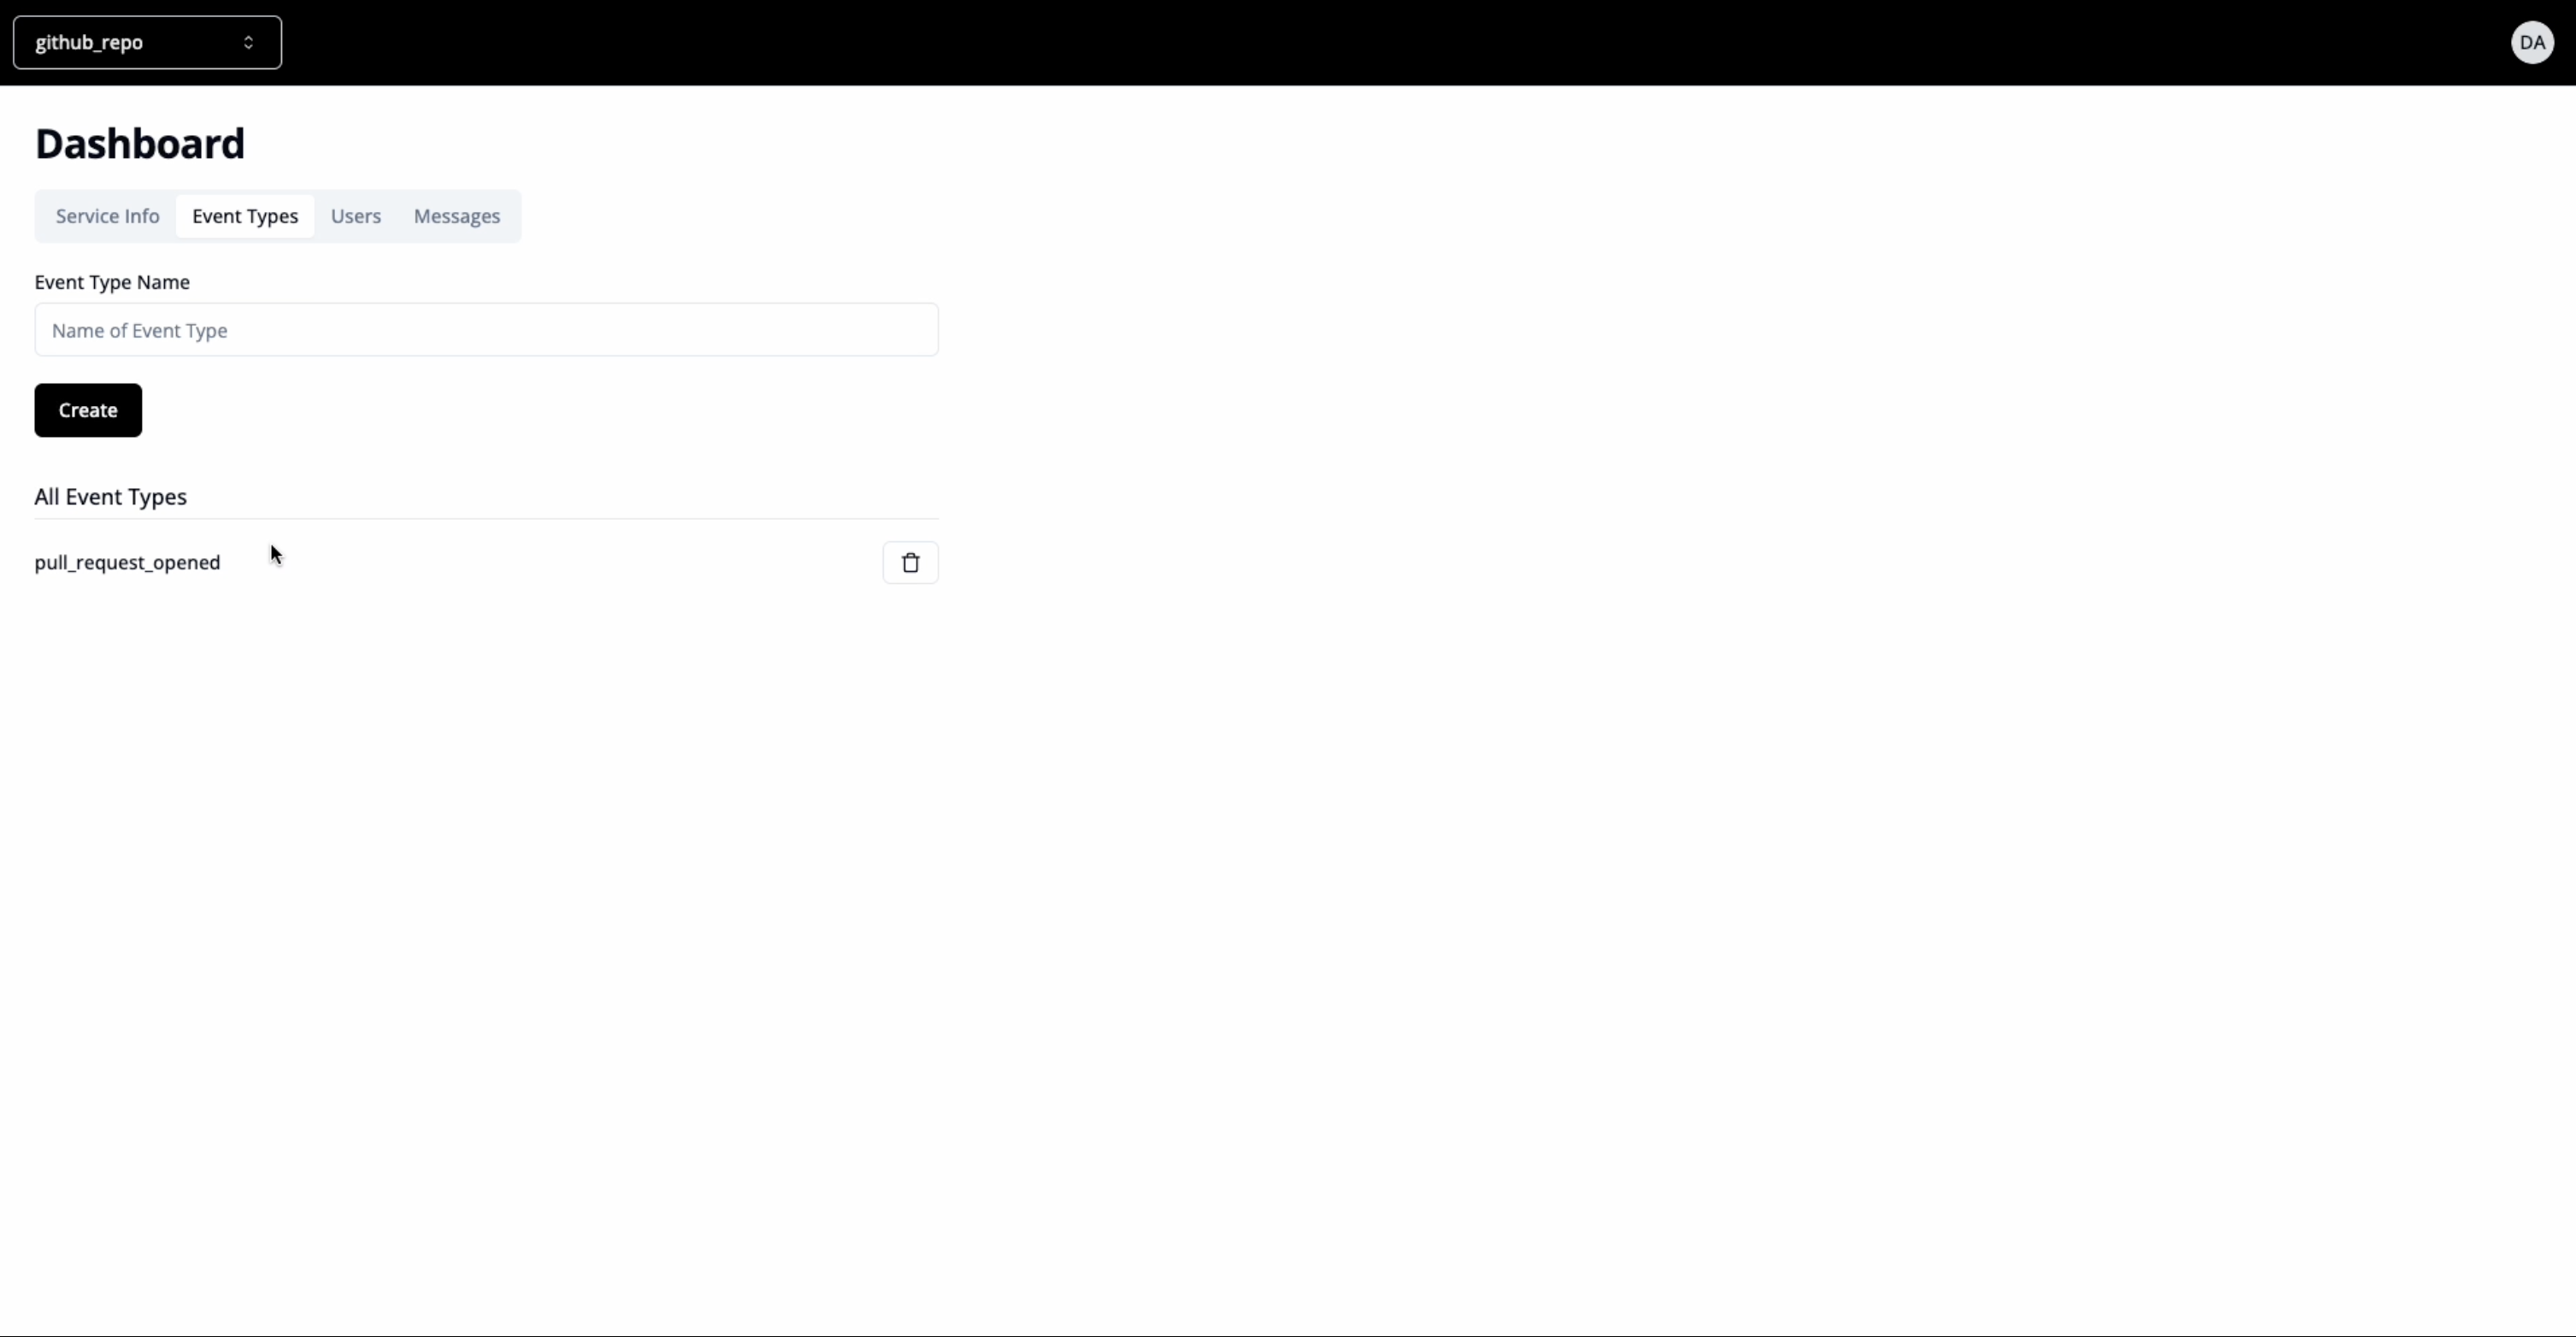 github_repo
DA
Dashboard
Service Info Event Types Users Messages
Event Type Name
Name of Event Type
Create
All Event Types
pull_request_opened